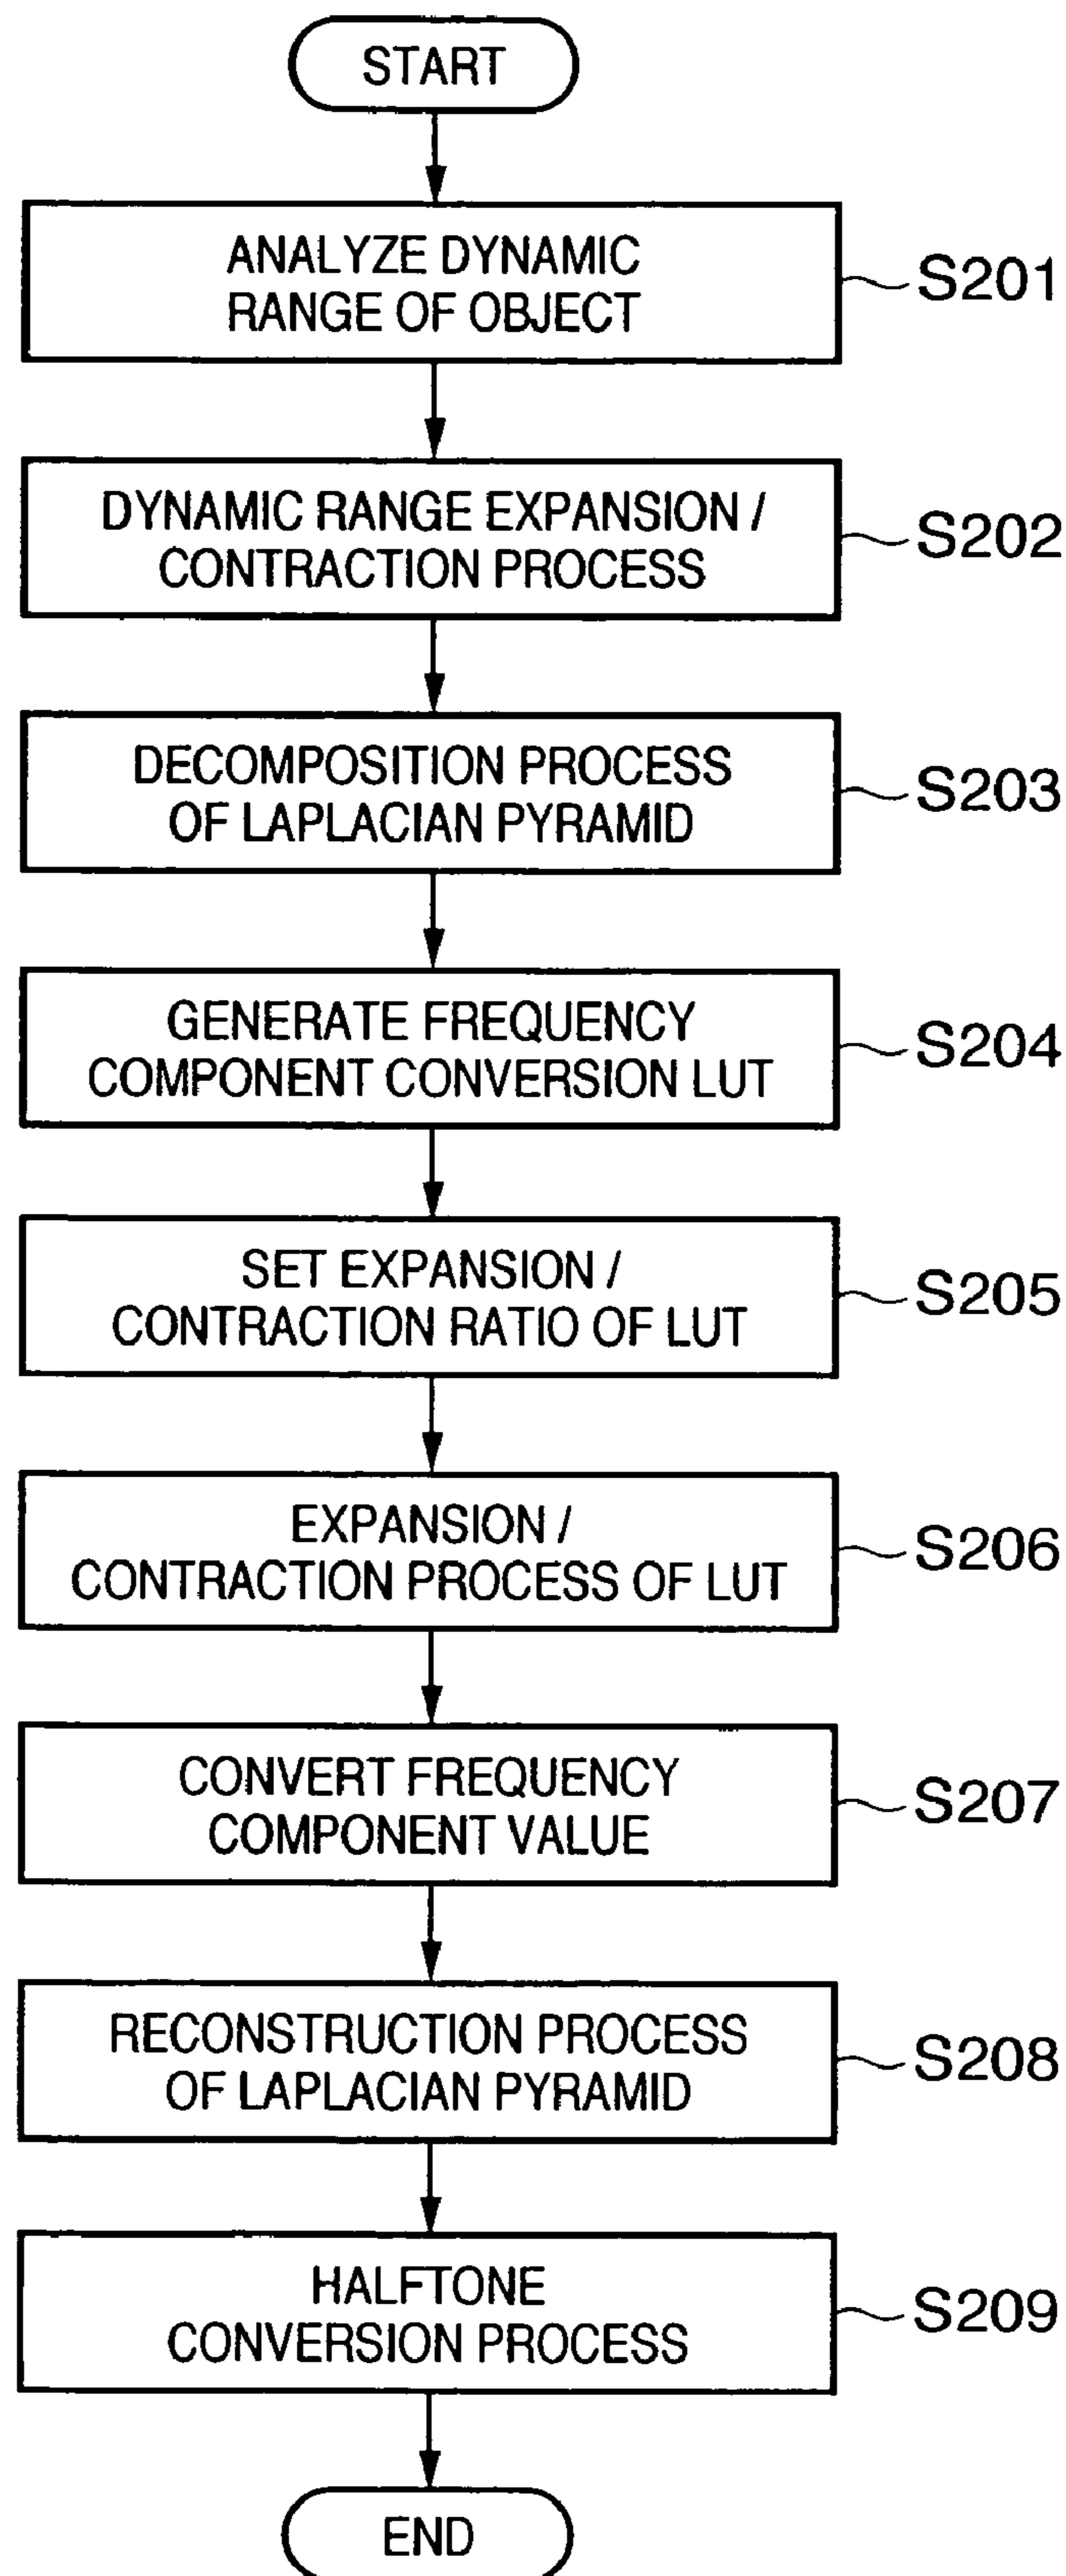 START
ANALYZE DYNAMIC
RANGE OF OBJECT
S201
DYNAMIC RANGE EXPANSION /
CONTRACTION PROCESS
S202
DECOMPOSITION PROCESS
OF LAPLACIAN PYRAMID
S203
GENERATE FREQUENCY
COMPONENT CONVERSION LUT
S204
SET EXPANSION /
CONTRACTION RATIO OF LUT
S205
EXPANSION /
CONTRACTION PROCESS OF LUT
S206
CONVERT FREQUENCY
COMPONENT VALUE
S207
RECONSTRUCTION PROCESS
OF LAPLACIAN PYRAMID
S208
HALFTONE
CONVERSION PROCESS
S209
END